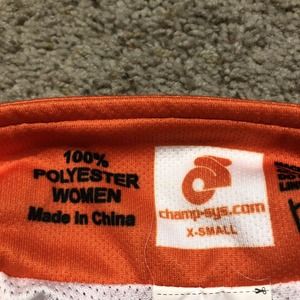 100%
POLYESTER
WOMEN
Made in China
champ-sys.com
X-SMALL